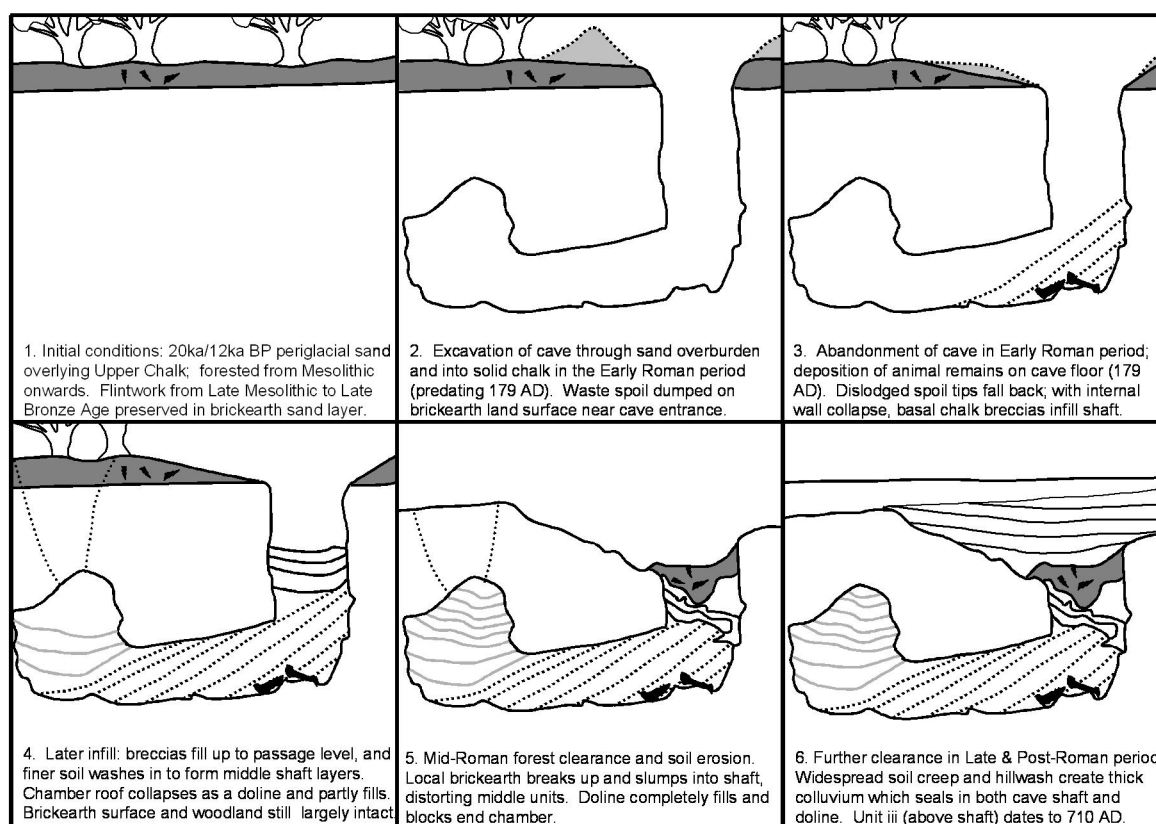 1. Initial conditions: 20ka/12ka BP periglacial sand
overlying Upper Chalk; forested from Mesolithic
onwards. Flintwork from Late Mesolithic to Late
Bronze Age preserved in brickearth sand layer.
2. Excavation of cave through sand overburden
and into solid chalk in the Early Roman period
(predating 179 AD). Waste spoil dumped on
brickearth land surface near cave entrance.
3. Abandonment of cave in Early Roman period;
deposition of animal remains on cave floor (179
AD). Dislodged spoil tips fall back; with internal
wall collapse, basal chalk breccias infill shaft.
4. Later infill: breccias fill up to passage level, and
finer soil washes in to form middle shaft layers.
Chamber roof collapses as a doline and partly fills.
Brickearth surface and woodland still largely intact
5. Mid-Roman forest clearance and soil erosion.
Local brickearth breaks up and slumps into shaft,
distorting middle units. Doline completely fills and
blocks end chamber.
6. Further clearance in Late & Post-Roman period
Widespread soil creep and hillwash create thick
colluvium which seals in both cave shaft and
doline. Unit iii (above shaft) dates to 710 AD.